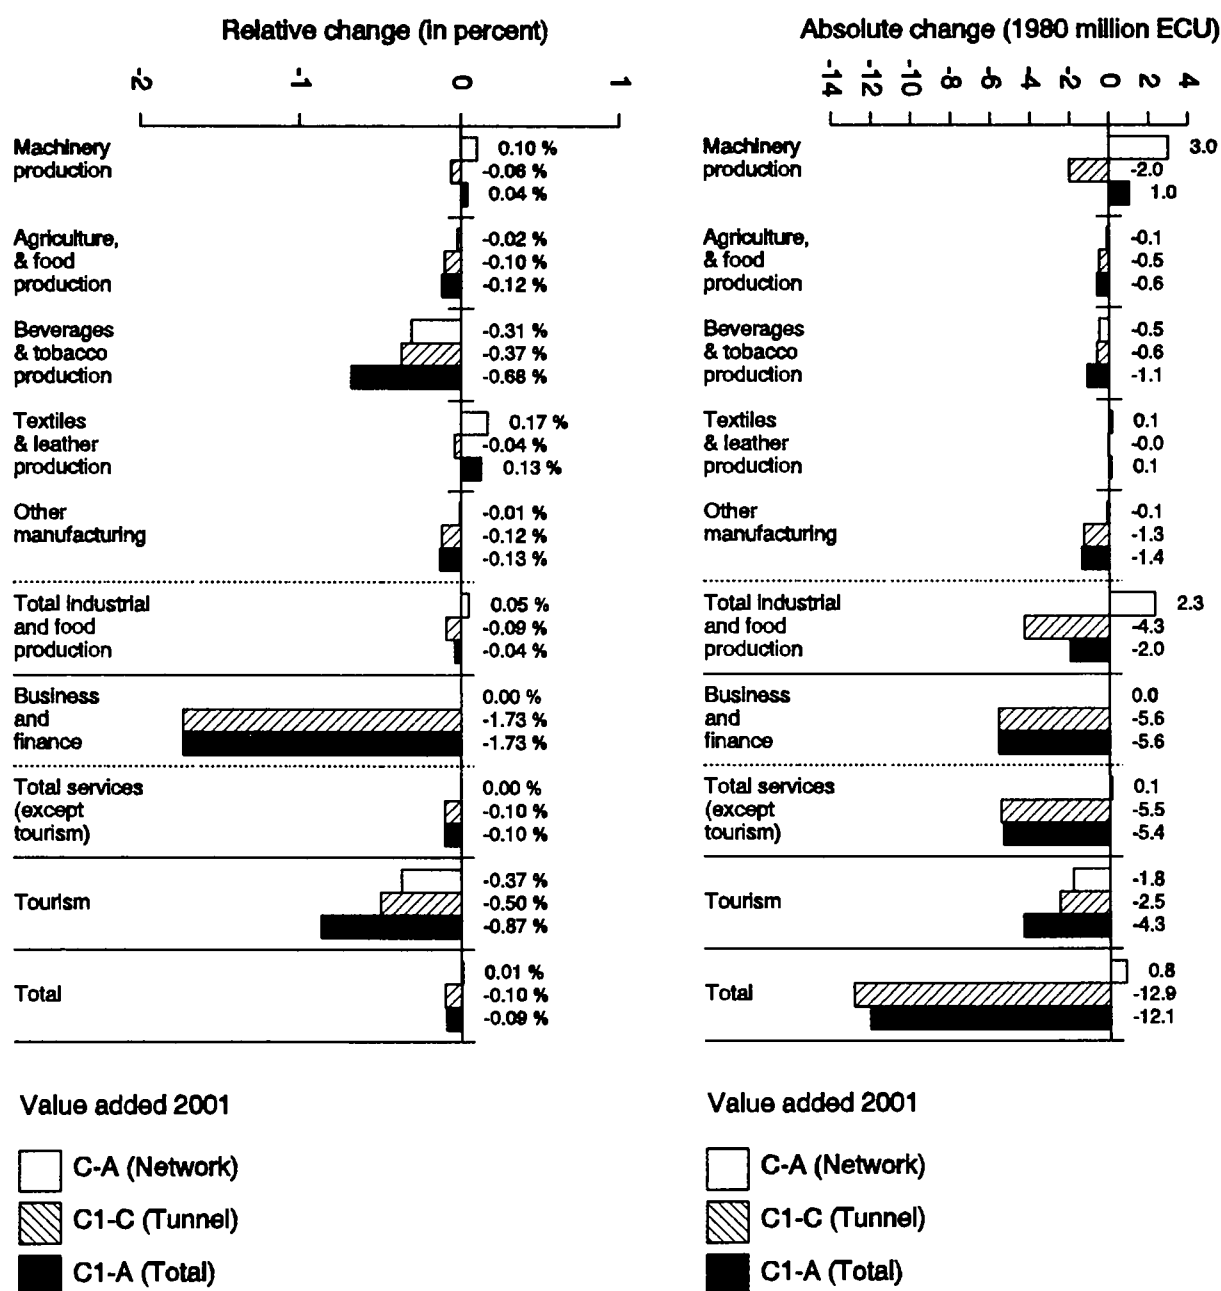 Relative change (in percent)
-2 -1 0 1
Machinery
production
0.10 %
-0.06 %
0.04 %
Agriculture,
& food
production
-0.02 %
-0.10 %
-0.12 %
Beverages
& tobacco
production
-0.31 %
-0.37 %
-0.68 %
Textiles
& leather
production
0.17 %
-0.04 %
0.13 %
Other
manufacturing
-0.01 %
-0.12 %
-0.13 %
Total industrial
and food
production
0.05 %
-0.09 %
-0.04 %
Business
and
finance
0.00 %
-1.73 %
-1.73 %
Total services
(except
tourism)
0.00 %
-0.10 %
-0.10 %
Tourism
-0.37 %
-0.50 %
-0.87 %
Total
0.01 %
-0.10 %
-0.09 %
Value added 2001
C-A (Network)
C1-C (Tunnel)
C1-A (Total)
Absolute change (1980 million ECU)
-14 -12 -10 -8 -6 -4 -2 0 2 4
Machinery
production
3.0
-2.0
1.0
Agriculture,
& food
production
-0.1
-0.5
-0.6
Beverages
& tobacco
production
-0.5
-0.6
-1.1
Textiles
& leather
production
0.1
-0.0
0.1
Other
manufacturing
-0.1
-1.3
-1.4
Total industrial
and food
production
2.3
-4.3
-2.0
Business
and
finance
0.0
-5.6
-5.6
Total services
(except
tourism)
0.1
-5.5
-5.4
Tourism
-1.8
-2.5
-4.3
Total
0.8
-12.9
-12.1
Value added 2001
C-A (Network)
C1-C (Tunnel)
C1-A (Total)